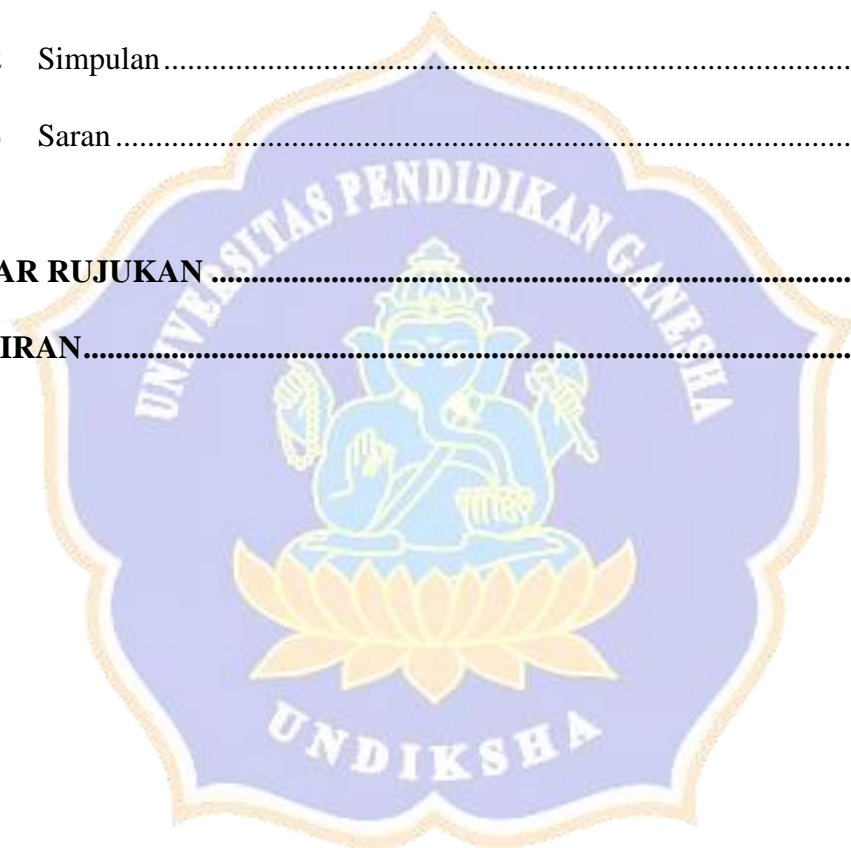 Simpulan
Saran
AR RUJUKAN
IRAN
UNIVERSITAS PENDIDIKAN GANESHA
UNDIKSHA